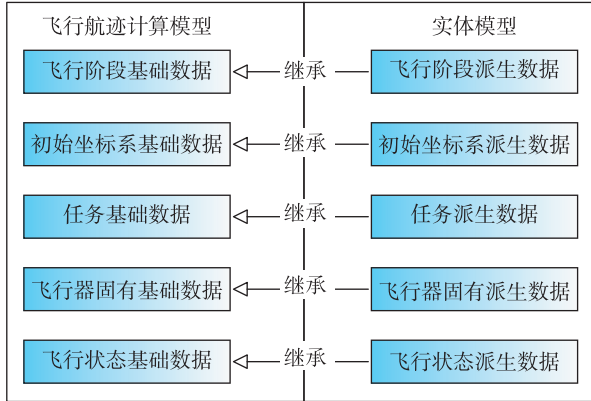 飞行航迹计算模型
实体模型
飞行阶段基础数据
继承
飞行阶段派生数据
初始坐标系基础数据
继承
初始坐标系派生数据
任务基础数据
继承
任务派生数据
飞行器固有基础数据
继承
飞行器固有派生数据
飞行状态基础数据
继承
飞行状态派生数据